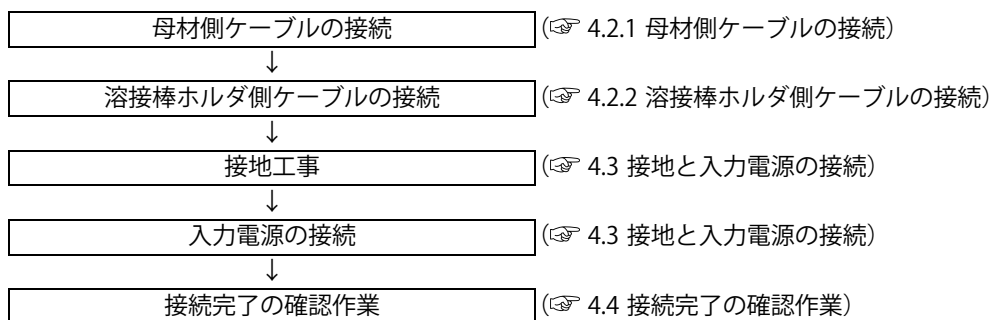 母材側ケーブルの接続 (☞ 4.2.1 母材側ケーブルの接続)
↓
溶接棒ホルダ側ケーブルの接続 (☞ 4.2.2 溶接棒ホルダ側ケーブルの接続)
↓
接地工事 (☞ 4.3 接地と入力電源の接続)
↓
入力電源の接続 (☞ 4.3 接地と入力電源の接続)
↓
接続完了の確認作業 (☞ 4.4 接続完了の確認作業)